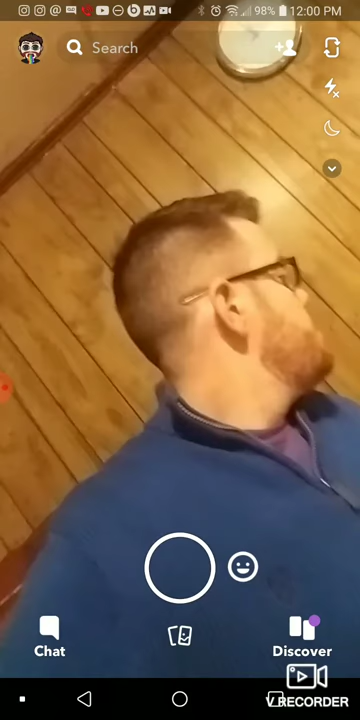 98% 12:00 PM
Search
Chat
Discover
V RECORDER